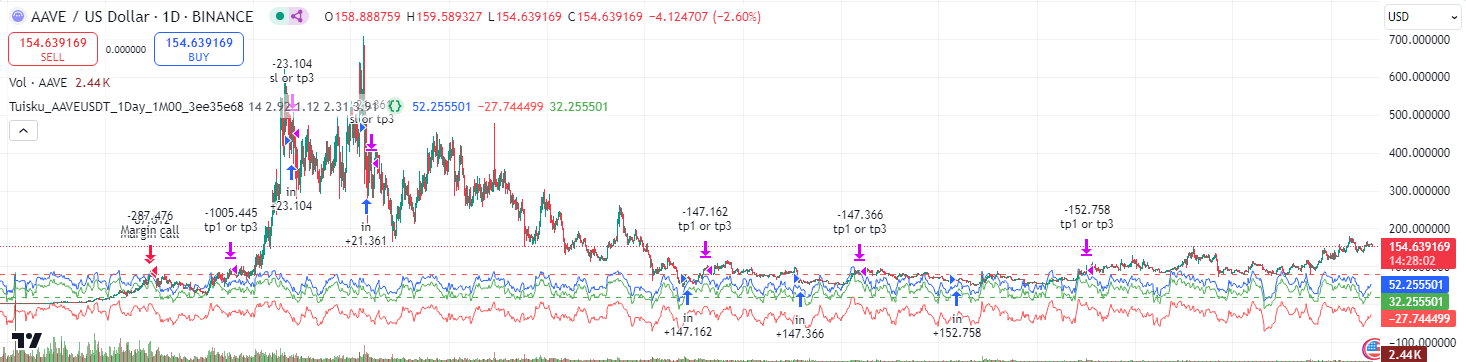 AAVE / US Dollar · 1D · BINANCE
O158.888759 H159.589327 L154.639169 C154.639169 −4.124707 (−2.60%)
USD
154.639169
SELL
0.000000
154.639169
BUY
Vol · AAVE 2.44K
Tuisku_AAVEUSDT_1Day_1M00_3ee35e68 14 2.92 1.12 2.31 3.91 52.255501 −27.744499 32.255501
700.000000
600.000000
500.000000
400.000000
300.000000
200.000000
154.639169
14:28:02
52.255501
32.255501
−27.744499
−100.000000
2.44K
-287.476
Margin call
-1005.445
tp1 or tp3
-23.104
sl or tp3
in
+23.104
sl or tp3
in
+21.361
-147.162
tp1 or tp3
in
+147.162
-147.366
tp1 or tp3
in
+147.366
-152.758
tp1 or tp3
in
+152.758